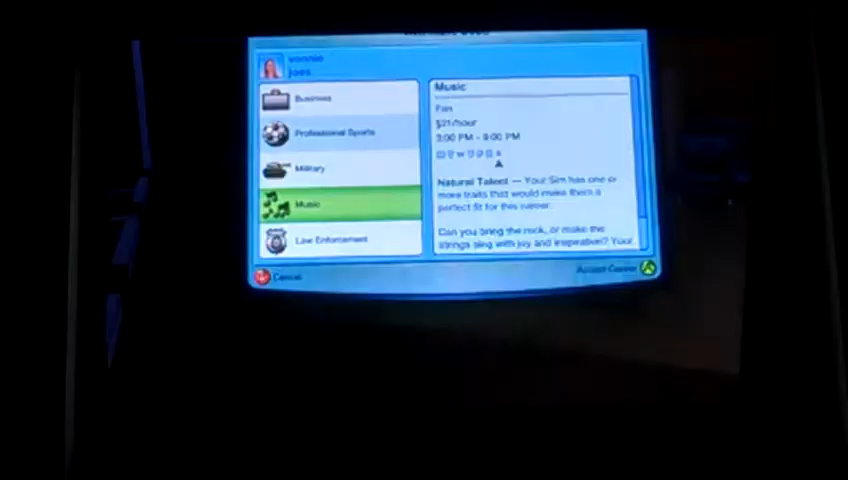 vonnie
joes
Business
Professional Sports
Military
Music
Law Enforcement
Cancel
Music
Fan
$21/hour
3:00 PM - 9:00 PM
Natural Talent — Your Sim has one or
more traits that would make them a
perfect fit for this career.
Can you bring the rock, or make the
strings sing with joy and inspiration? Your
Accept Career